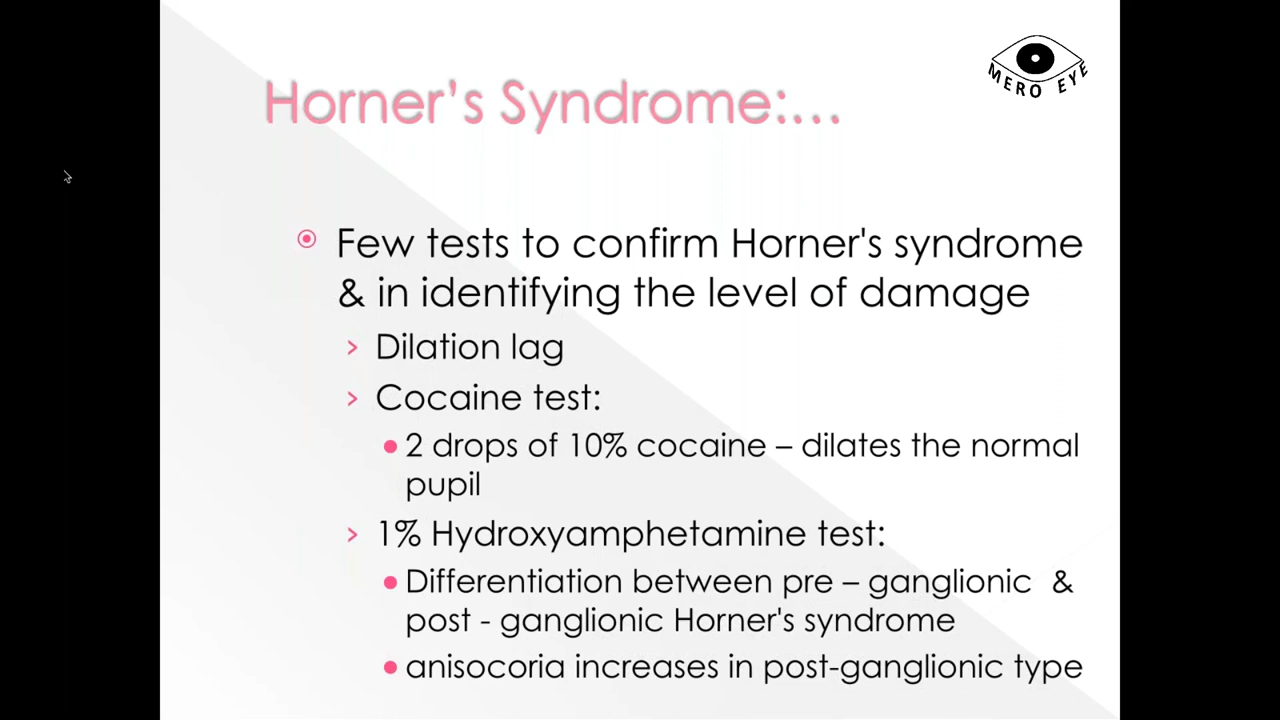 MERO EYE
Horner's Syndrome:...
Few tests to confirm Horner's syndrome
& in identifying the level of damage
Dilation lag
Cocaine test:
2 drops of 10% cocaine – dilates the normal
pupil
1% Hydroxyamphetamine test:
Differentiation between pre – ganglionic &
post - ganglionic Horner's syndrome
anisocoria increases in post-ganglionic type